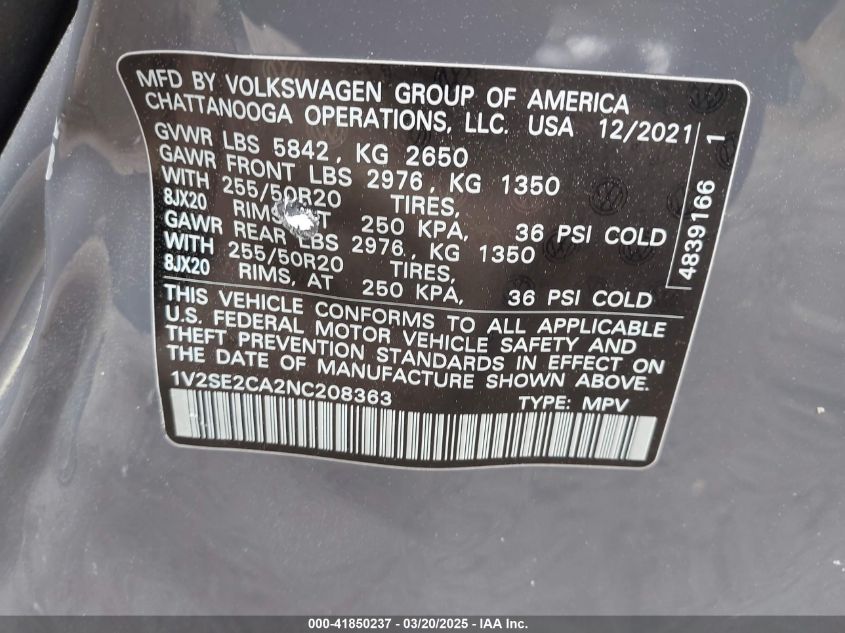 MFD BY VOLKSWAGEN GROUP OF AMERICA
CHATTANOOGA OPERATIONS, LLC. USA 12/2021
GVWR LBS 5842, KG 2650
GAWR FRONT LBS 2976, KG 1350
WITH 255/50R20 TIRES,
8JX20 RIMS, AT 250 KPA, 36 PSI COLD
GAWR REAR LBS 2976, KG 1350
WITH 255/50R20 TIRES,
8JX20 RIMS, AT 250 KPA, 36 PSI COLD
4839166 1
THIS VEHICLE CONFORMS TO ALL APPLICABLE
U.S. FEDERAL MOTOR VEHICLE SAFETY AND
THEFT PREVENTION STANDARDS IN EFFECT ON
THE DATE OF MANUFACTURE SHOWN ABOVE.
1V2SE2CA2NC208363 TYPE: MPV
000-41850237 - 03/20/2025 - IAA Inc.